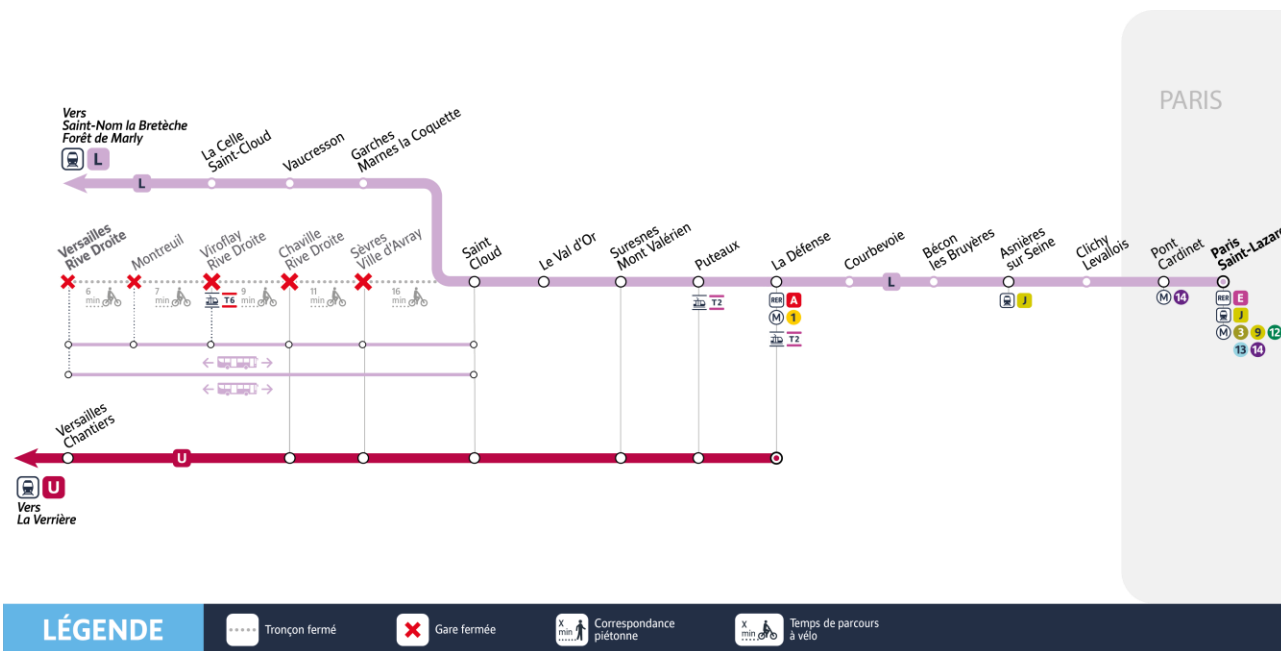 PARIS
Vers
Saint-Nom la Bretèche
Forêt de Marly
L
L
La Celle
Saint-Cloud
Vaucresson
Garches
Marnes la Coquette
Versailles
Rive Droite
Montreuil
Viroflay
Rive Droite
Chaville
Rive Droite
Sèvres
Ville d'Avray
Saint
Cloud
Le Val d'Or
Suresnes
Mont Valérien
Puteaux
La Défense
Courbevoie
L
Bécon
les Bruyères
Asnières
sur Seine
Clichy
Levallois
Pont
Cardinet
Paris
Saint-Lazare
6
min
7
min
9
min
11
min
16
min
T6
T2
RER A
M 1
T2
J
M 14
RER E
J
M 3 9 12
13 14
Versailles
Chantiers
U
U
Vers
La Verrière
LÉGENDE
Tronçon fermé
Gare fermée
X
min
Correspondance
piétonne
X
min
Temps de parcours
à vélo